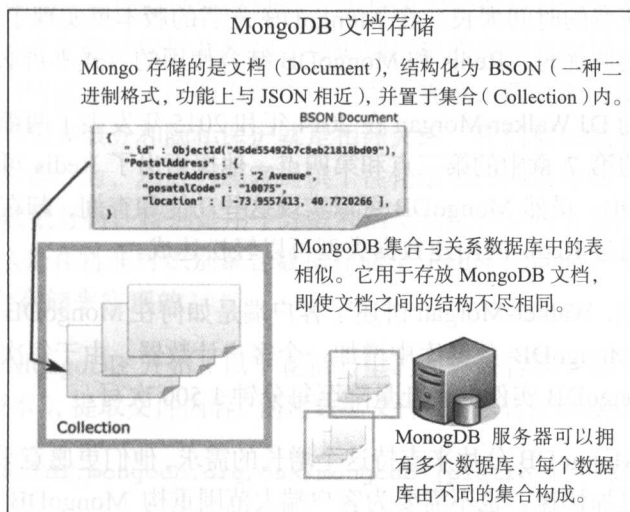 MongoDB 文档存储
Mongo 存储的是文档（Document），结构化为 BSON（一种二
进制格式，功能上与 JSON 相近），并置于集合（Collection）内。
BSON Document
{
"_id" : ObjectId("45de55492b7c6eb21818bd09"),
"PostalAddress" :
"streetAddress" : "2 Avenue",
"posatalCode" : "10075",
"location" : [ -73.9557413, 40.7720266 ],
}
MongoDB 集合与关系数据库中的表
相似。它用于存放 MongoDB 文档，
即使文档之间的结构不尽相同。
Collection
MonogDB 服务器可以拥
有多个数据库，每个数据
库由不同的集合构成。